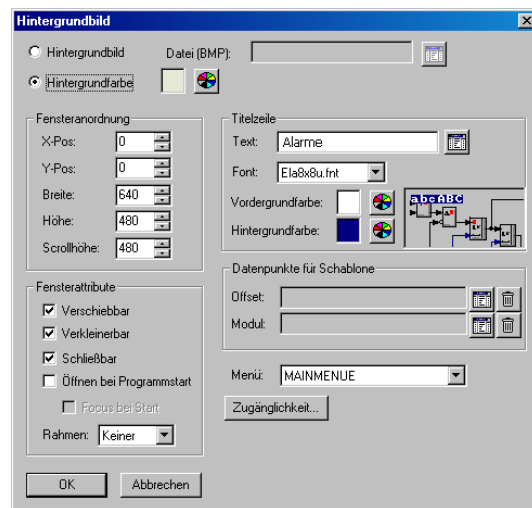 Hintergrundbild
Hintergrundbild Datei (BMP):
Hintergrundfarbe
Fensteranordnung
X-Pos: 0
Y-Pos: 0
Breite: 640
Höhe: 480
Scrollhöhe: 480
Titelzeile
Text: Alarme
Font: Ela8x8u.fnt
Vordergrundfarbe:
Hintergrundfarbe:
abcABC
Datenpunkte für Schablone
Offset:
Modul:
Fensterattribute
Verschiebbar
Verkleinerbar
Schließbar
Öffnen bei Programmstart
Focus bei Start
Rahmen: Keiner
Menü: MAINMENUE
Zugänglichkeit...
OK Abbrechen